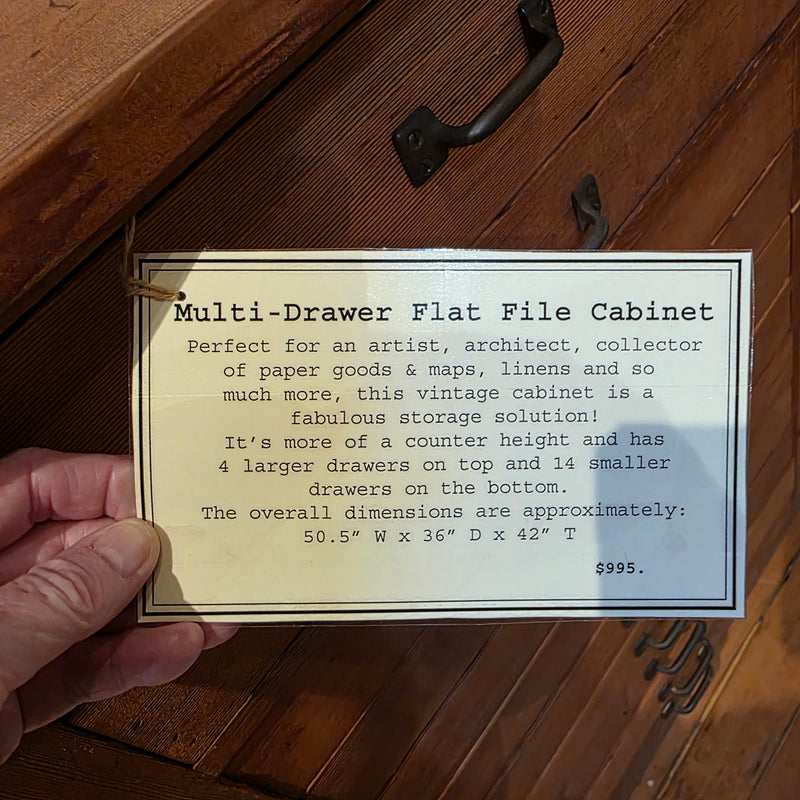 Multi-Drawer Flat File Cabinet
Perfect for an artist, architect, collector
of paper goods & maps, linens and so
much more, this vintage cabinet is a
fabulous storage solution!
It's more of a counter height and has
4 larger drawers on top and 14 smaller
drawers on the bottom.
The overall dimensions are approximately:
50.5″ W x 36″ D x 42″ T
$995.